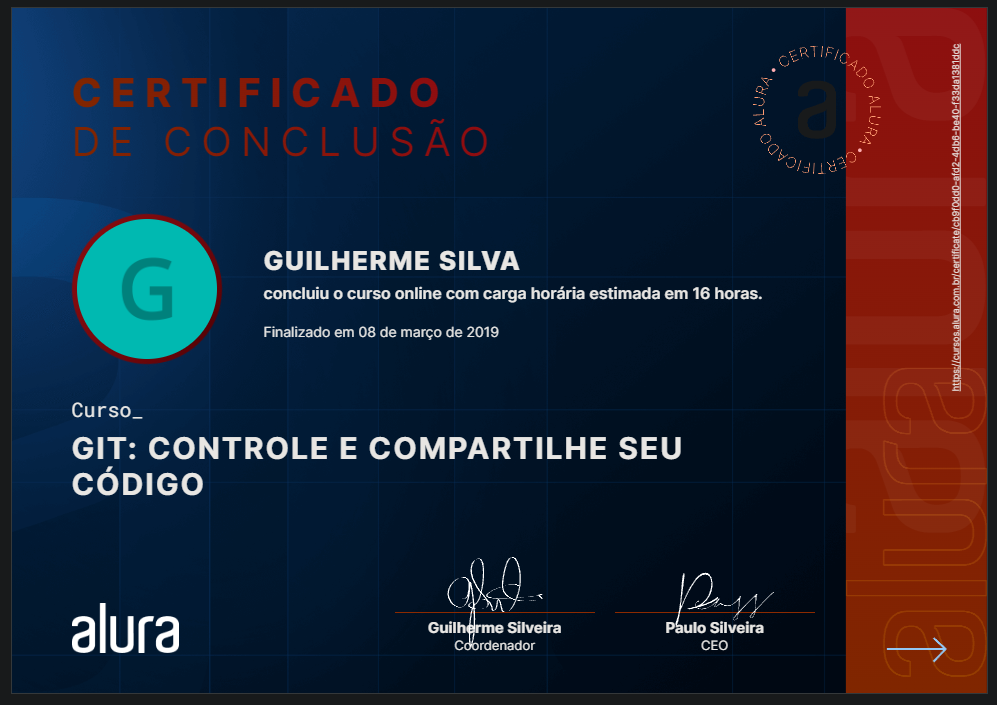 CERTIFICADO
DE CONCLUSÃO
CERTIFICADO ALURA • CERTIFICADO ALURA •
a
G
GUILHERME SILVA
concluiu o curso online com carga horária estimada em 16 horas.
Finalizado em 08 de março de 2019
Curso_
GIT: CONTROLE E COMPARTILHE SEU
CÓDIGO
alura
Guilherme Silveira
Coordenador
Paulo Silveira
CEO
https://cursos.alura.com.br/certificate/cb9f0dd0-afd2-4db6-be40-f33da1381ddc
alura